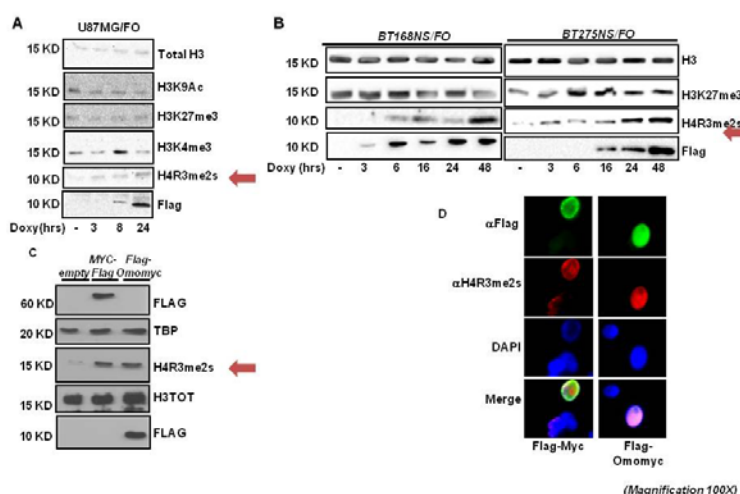 A
U87MG/FO
15 KD Total H3
15 KD H3K9Ac
15 KD H3K27me3
15 KD H3K4me3
10 KD H4R3me2s
10 KD Flag
Doxy(hrs) - 3 8 24
B
BT168NS/FO BT275NS/FO
15 KD H3
15 KD H3K27me3
10 KD H4R3me2s
10 KD Flag
Doxy (hrs) - 3 6 16 24 48 - 3 6 16 24 48
C
empty MYC-Flag Flag-Omomyc
60 KD FLAG
20 KD TBP
15 KD H4R3me2s
15 KD H3TOT
10 KD FLAG
D
αFlag
αH4R3me2s
DAPI
Merge
Flag-Myc Flag-Omomyc
(Magnification 100X)